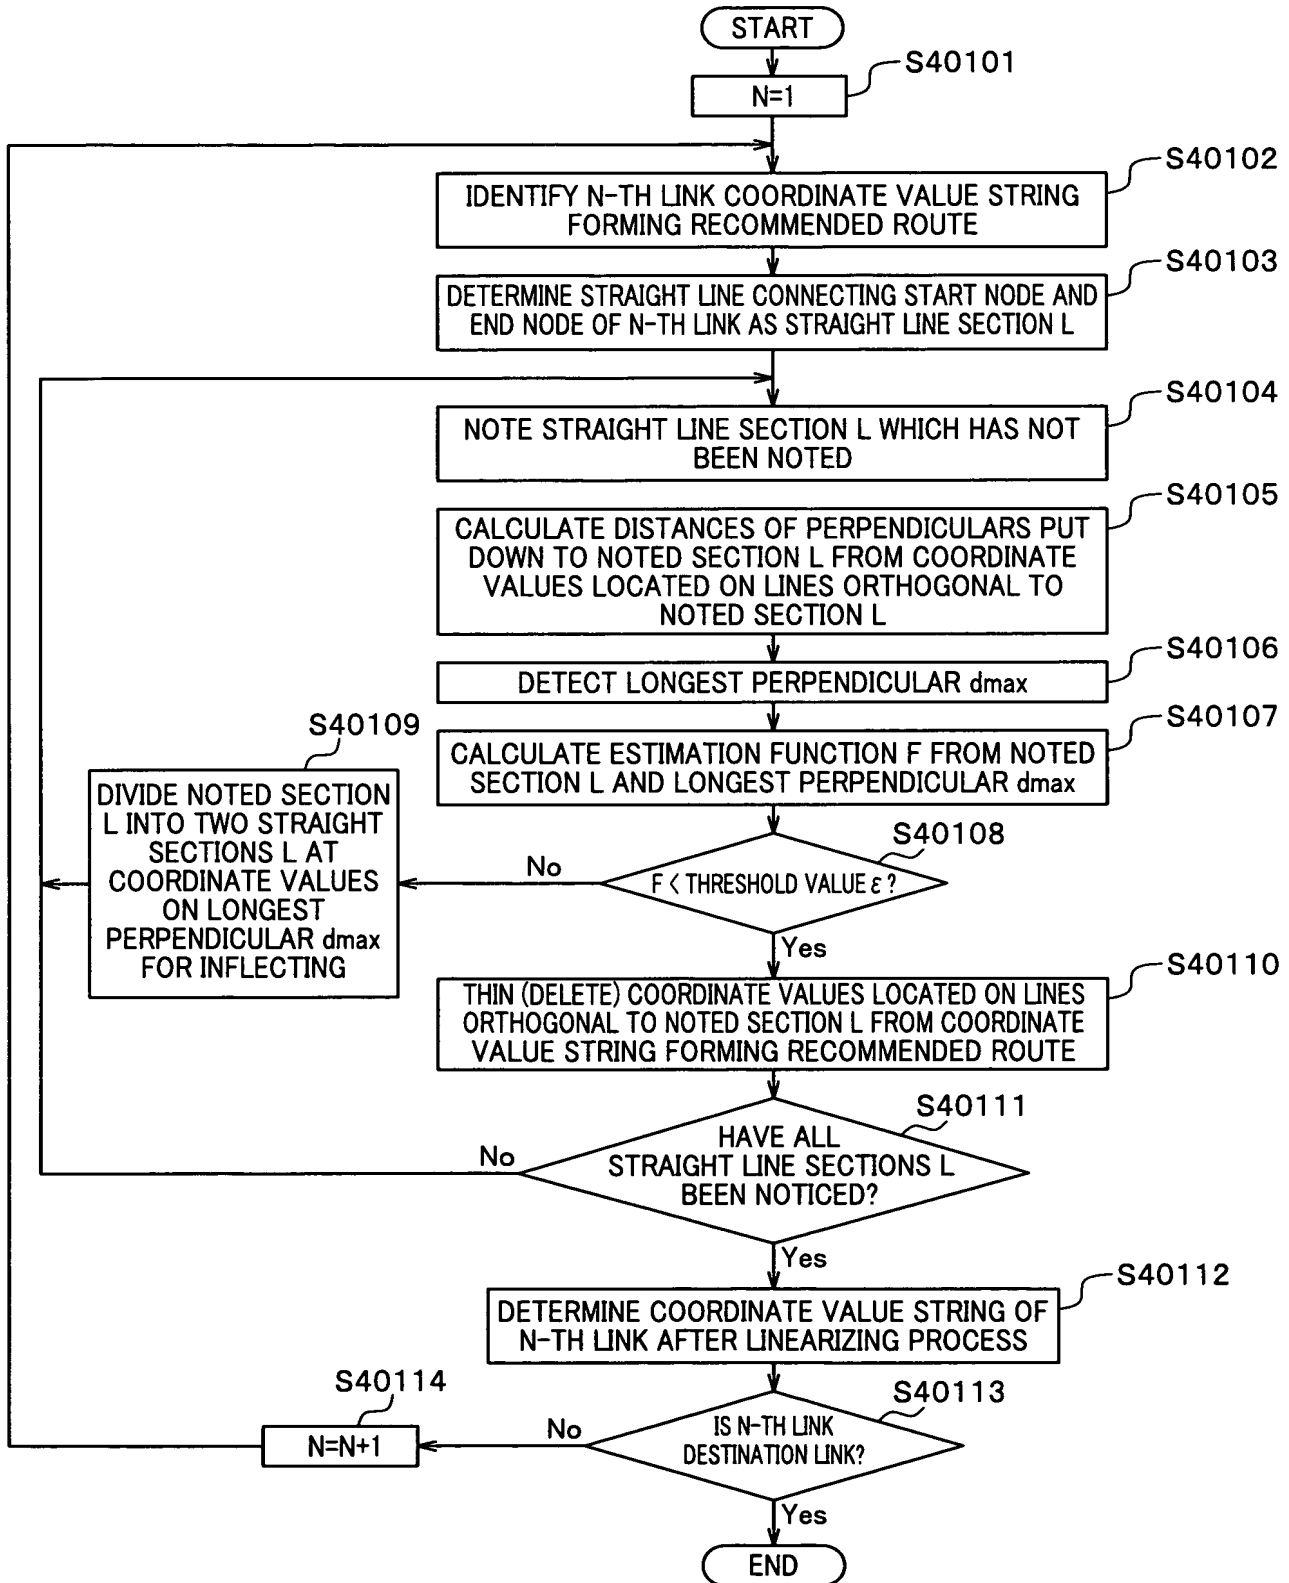 START
S40101
N=1
S40102
IDENTIFY N-TH LINK COORDINATE VALUE STRING
FORMING RECOMMENDED ROUTE
S40103
DETERMINE STRAIGHT LINE CONNECTING START NODE AND
END NODE OF N-TH LINK AS STRAIGHT LINE SECTION L
S40104
NOTE STRAIGHT LINE SECTION L WHICH HAS NOT
BEEN NOTED
S40105
CALCULATE DISTANCES OF PERPENDICULARS PUT
DOWN TO NOTED SECTION L FROM COORDINATE
VALUES LOCATED ON LINES ORTHOGONAL TO
NOTED SECTION L
S40106
DETECT LONGEST PERPENDICULAR dmax
S40107
CALCULATE ESTIMATION FUNCTION F FROM NOTED
SECTION L AND LONGEST PERPENDICULAR dmax
S40109
DIVIDE NOTED SECTION
L INTO TWO STRAIGHT
SECTIONS L AT
COORDINATE VALUES
ON LONGEST
PERPENDICULAR dmax
FOR INFLECTING
S40108
No
F < THRESHOLD VALUE ε ?
Yes
S40110
THIN (DELETE) COORDINATE VALUES LOCATED ON LINES
ORTHOGONAL TO NOTED SECTION L FROM COORDINATE
VALUE STRING FORMING RECOMMENDED ROUTE
S40111
No
HAVE ALL
STRAIGHT LINE SECTIONS L
BEEN NOTICED?
Yes
S40112
DETERMINE COORDINATE VALUE STRING OF
N-TH LINK AFTER LINEARIZING PROCESS
S40114
N=N+1
S40113
No
IS N-TH LINK
DESTINATION LINK?
Yes
END